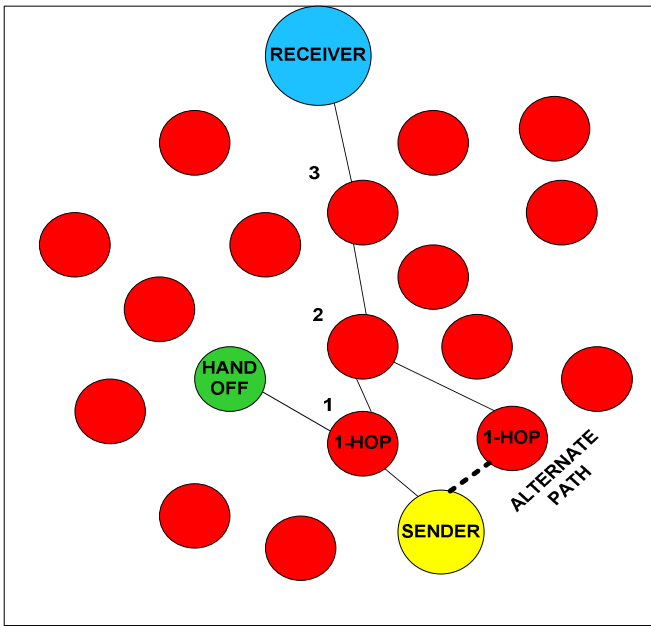 RECEIVER
3
2
HAND
OFF
1
1-HOP
1-HOP
ALTERNATE
PATH
SENDER